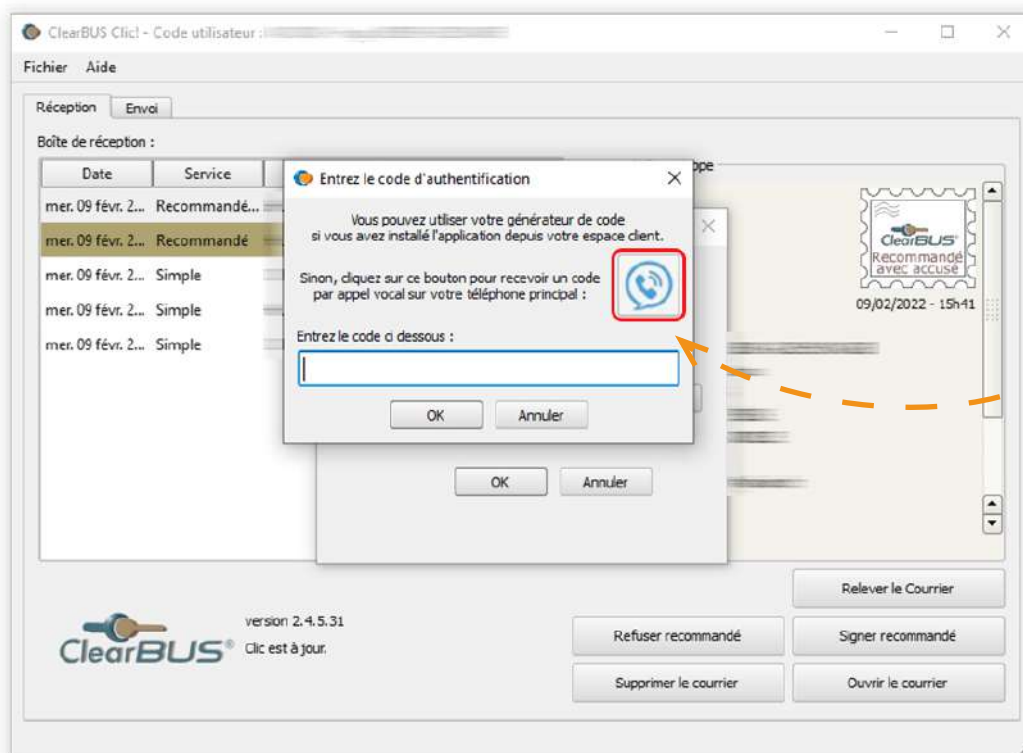 ClearBUS Clic! - Code utilisateur :
Fichier Aide
Réception Envoi
Boîte de réception :
Date Service
mer. 09 févr. 2... Recommandé...
mer. 09 févr. 2... Recommandé
mer. 09 févr. 2... Simple
mer. 09 févr. 2... Simple
mer. 09 févr. 2... Simple
Entrez le code d'authentification
Vous pouvez utiliser votre générateur de code
si vous avez installé l'application depuis votre espace client.
Sinon, cliquez sur ce bouton pour recevoir un code
par appel vocal sur votre téléphone principal :
Entrez le code ci dessous :
OK Annuler
OK Annuler
ClearBUS
Recommandé
avec accusé
09/02/2022 - 15h41
Relever le Courrier
ClearBUS®
version 2.4.5.31
Clic est à jour.
Refuser recommandé Signer recommandé
Supprimer le courrier Ouvrir le courrier